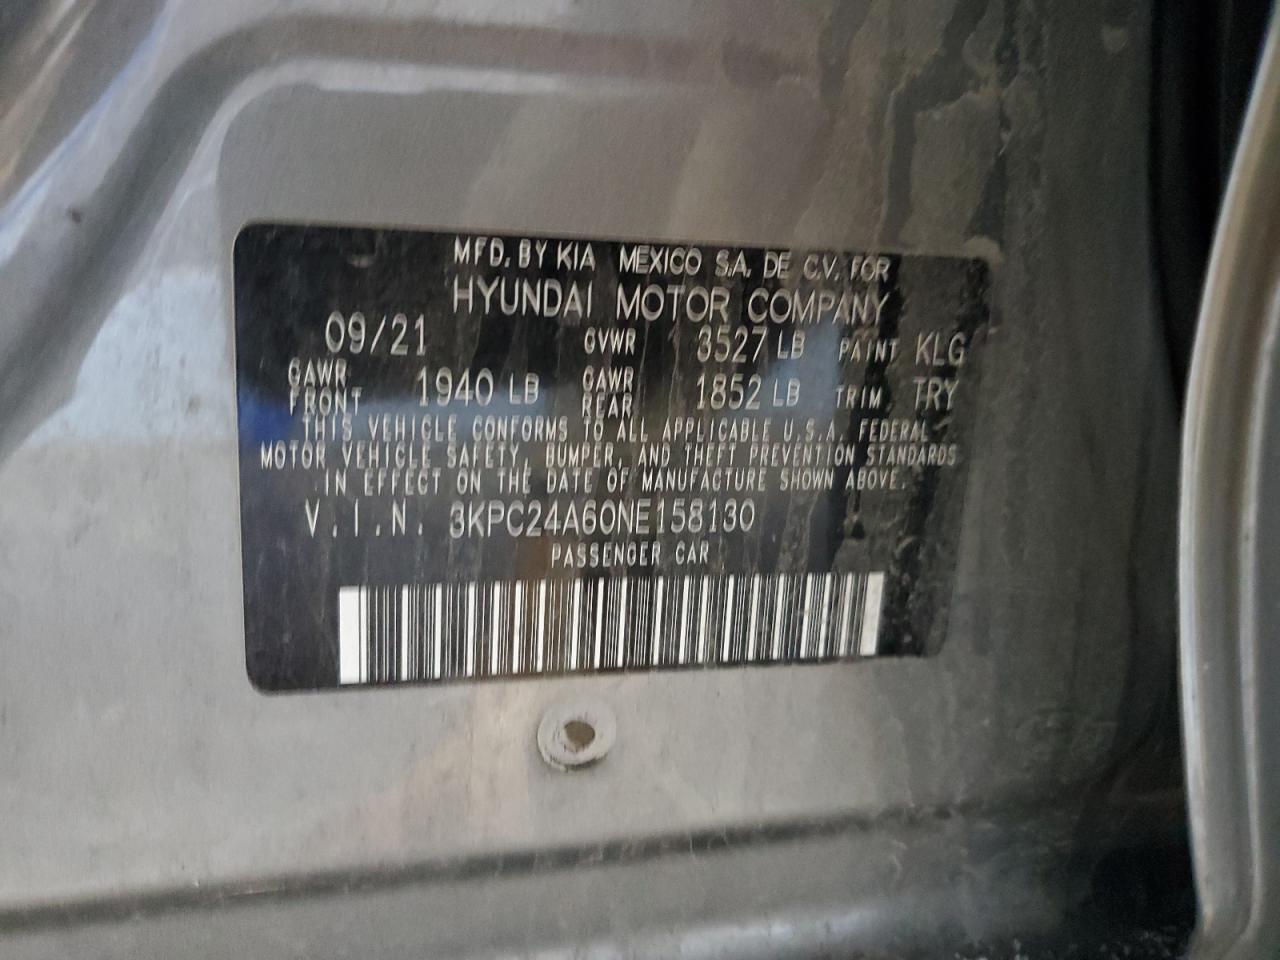 MFD. BY KIA MEXICO S.A. DE C.V. FOR
HYUNDAI MOTOR COMPANY
09/21 GVWR 3527 LB PAINT KLG
GAWR FRONT 1940 LB GAWR REAR 1852 LB TRIM TRY
THIS VEHICLE CONFORMS TO ALL APPLICABLE U.S.A. FEDERAL
MOTOR VEHICLE SAFETY, BUMPER, AND THEFT PREVENTION STANDARDS
IN EFFECT ON THE DATE OF MANUFACTURE SHOWN ABOVE.
V.I.N. 3KPC24A60NE158130
PASSENGER CAR